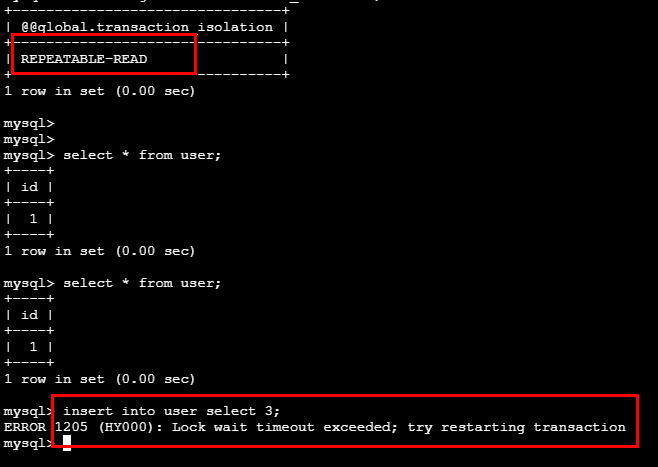 +-------------------------------+
| @@global.transaction isolation |
+-------------------------------+
| REPEATABLE-READ |
+-------------------------------+
1 row in set (0.00 sec)
mysql>
mysql>
mysql> select * from user;
+----+
| id |
+----+
| 1 |
+----+
1 row in set (0.00 sec)
mysql> select * from user;
+----+
| id |
+----+
| 1 |
+----+
1 row in set (0.00 sec)
mysql> insert into user select 3;
ERROR 1205 (HY000): Lock wait timeout exceeded; try restarting transaction
mysql>